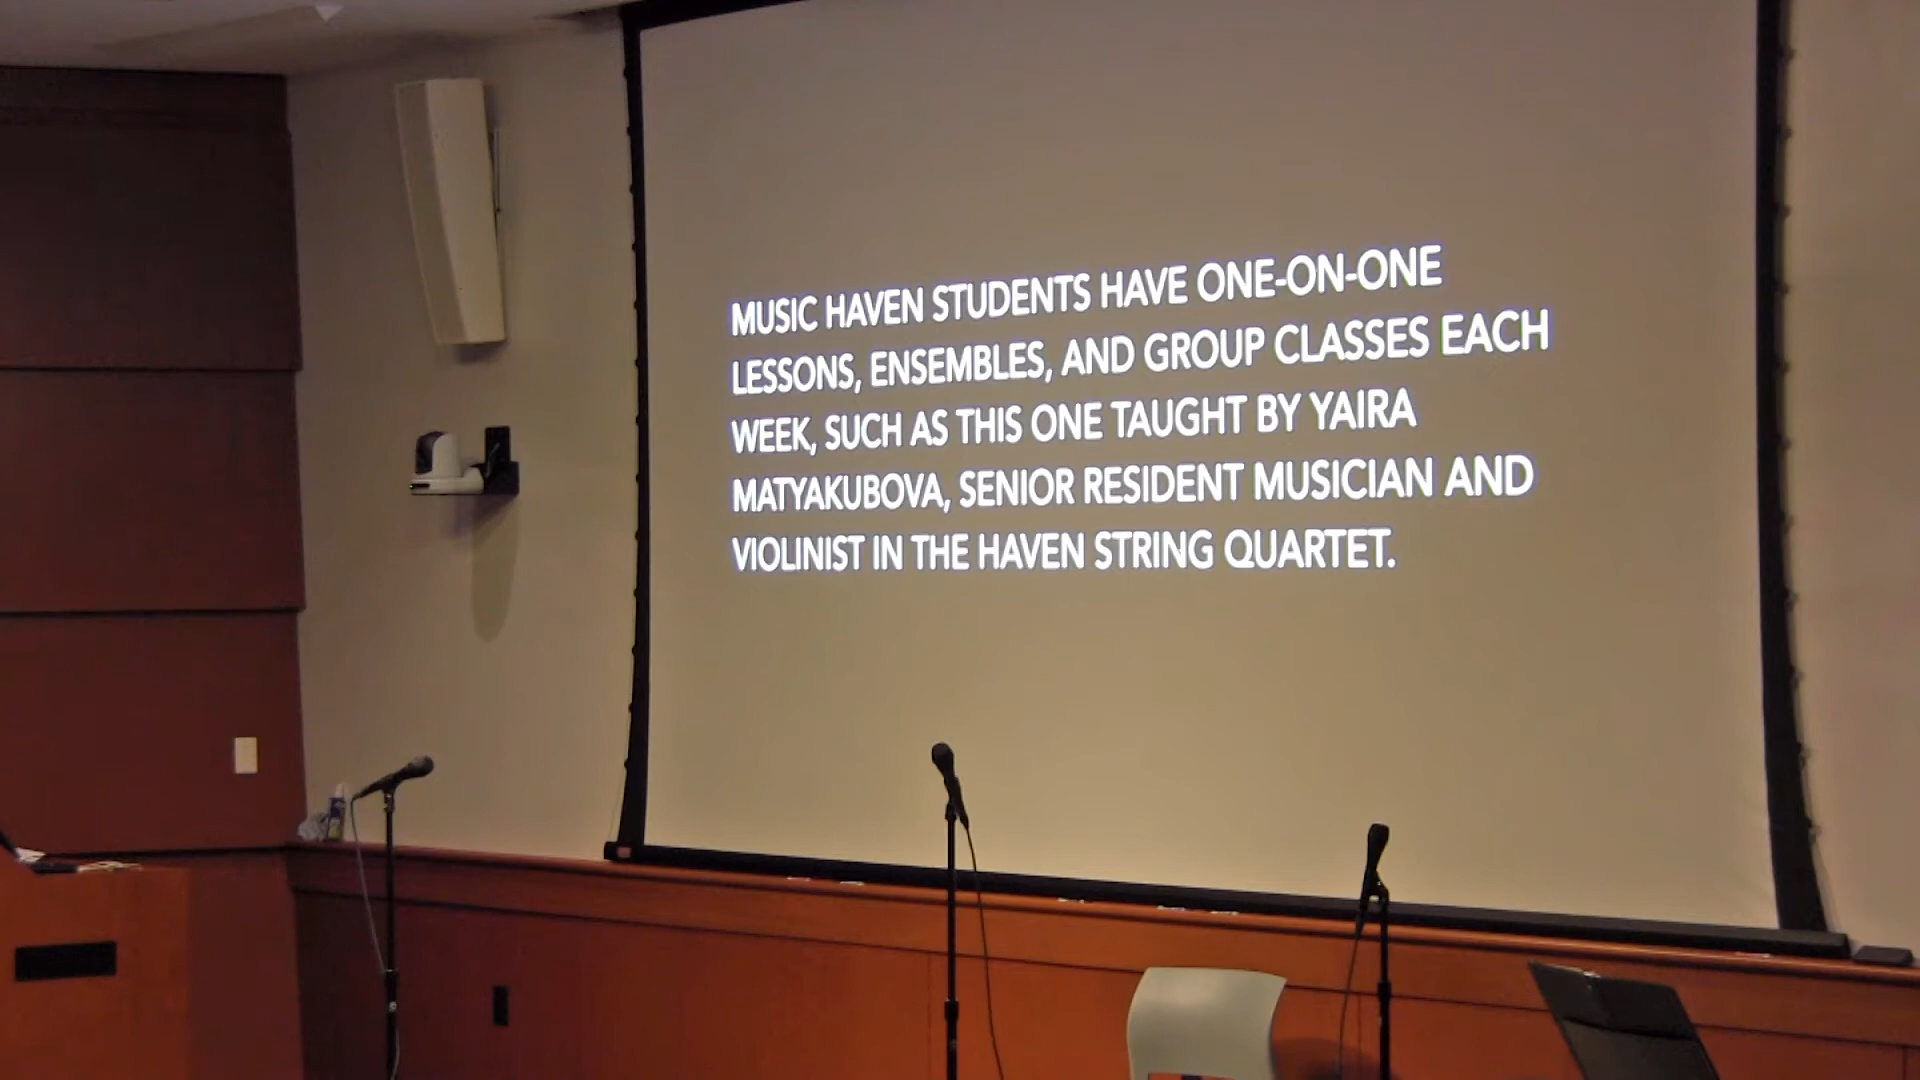 MUSIC HAVEN STUDENTS HAVE ONE-ON-ONE
LESSONS, ENSEMBLES, AND GROUP CLASSES EACH
WEEK, SUCH AS THIS ONE TAUGHT BY YAIRA
MATYAKUBOVA, SENIOR RESIDENT MUSICIAN AND
VIOLINIST IN THE HAVEN STRING QUARTET.